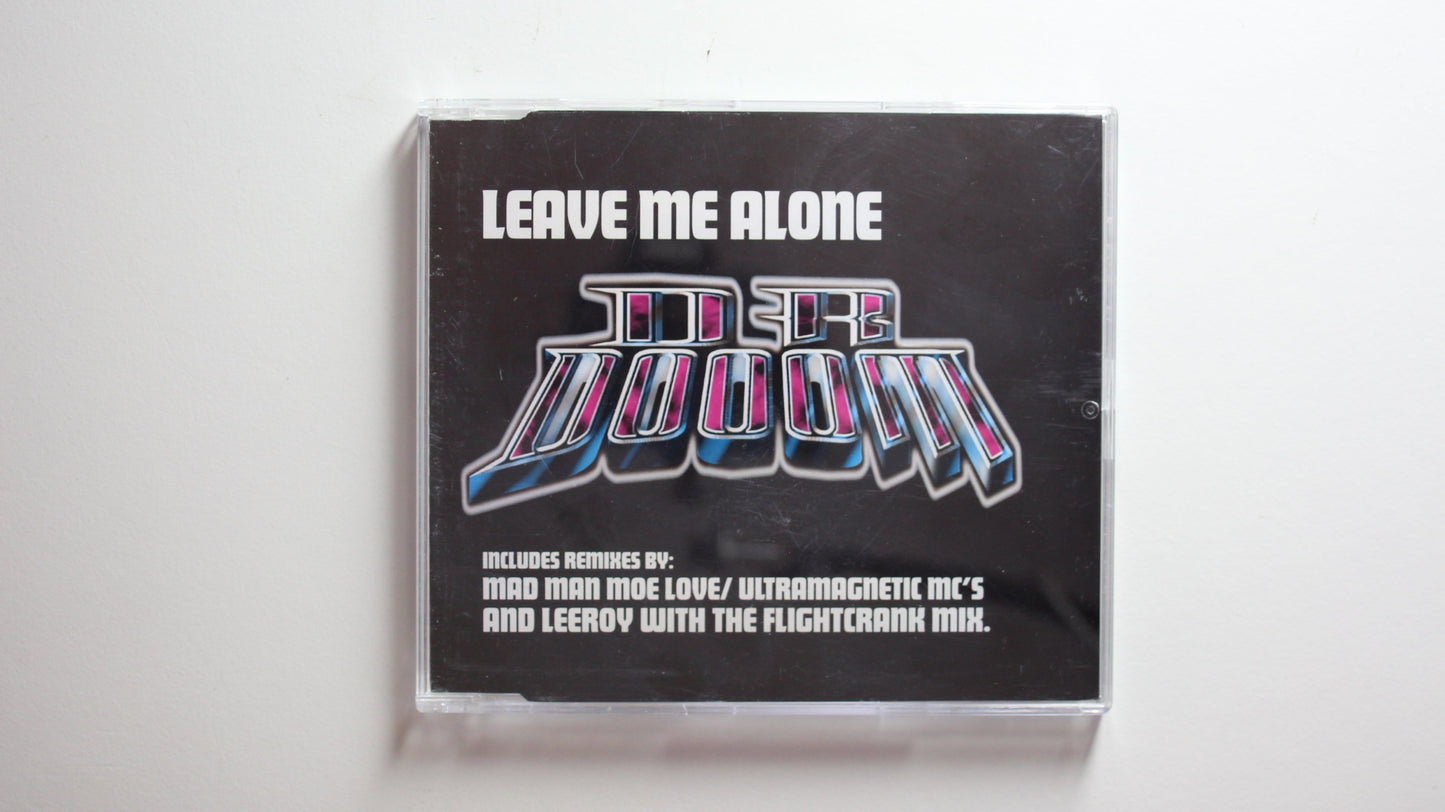 LEAVE ME ALONE
DR
DOOOM
INCLUDES REMIXES BY:
MAD MAN MOE LOVE/ ULTRAMAGNETIC MC'S
AND LEEROY WITH THE FLIGHTCRANK MIX.